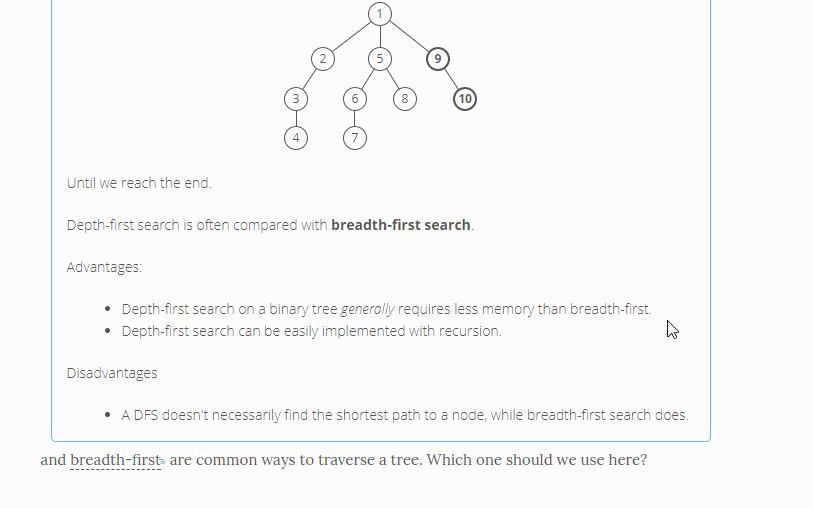 1
2 5 9
3 6 8 10
4 7
Until we reach the end.
Depth-first search is often compared with breadth-first search.
Advantages:
• Depth-first search on a binary tree generally requires less memory than breadth-first.
• Depth-first search can be easily implemented with recursion.
Disadvantages
• A DFS doesn't necessarily find the shortest path to a node, while breadth-first search does.
and breadth-first are common ways to traverse a tree. Which one should we use here?